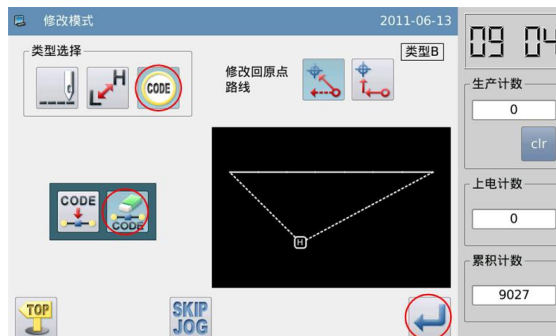 修改模式
2011-06-13
类型选择
H
L
CODE
修改回原点
路线
类型B
CODE
CODE
H
TOP
SKIP
JOG
09 04
生产计数
0
clr
上电计数
0
累积计数
9027